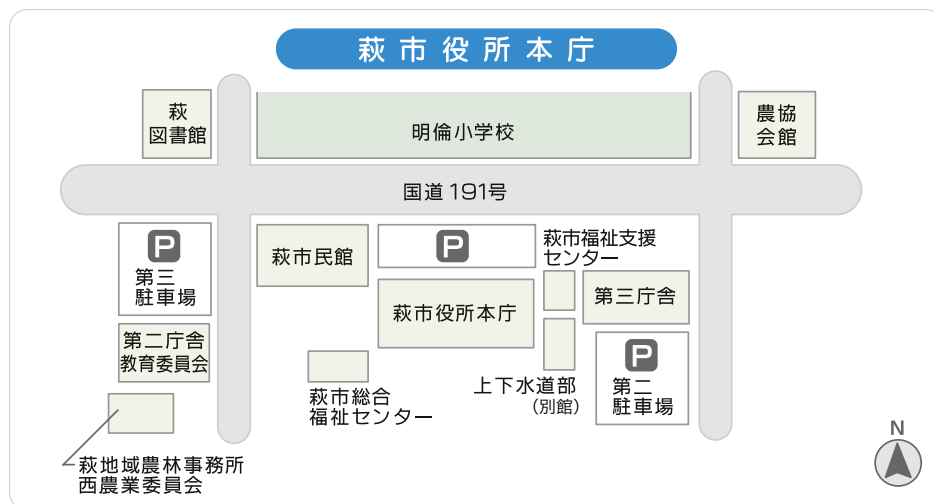 萩市役所本庁
萩
図書館
明倫小学校
農協
会館
国道191号
P
第三
駐車場
萩市民館
P
萩市福祉支援
センター
第三庁舎
萩市役所本庁
第二庁舎
教育委員会
P
第二
駐車場
上下水道部
(別館)
萩市総合
福祉センター
萩地域農林事務所
西農業委員会
N